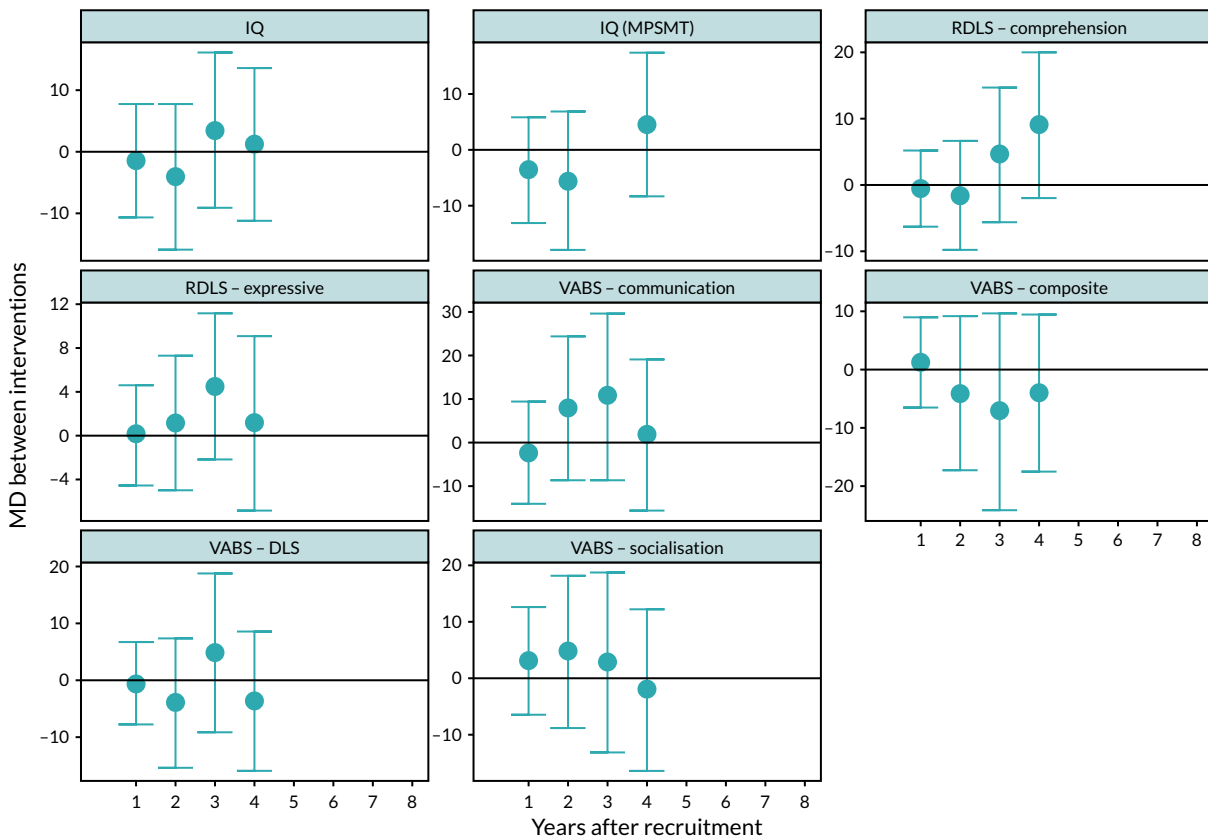 IQ
IQ (MPSMT)
RDLS – comprehension
10
0
–10
10
0
–10
20
10
0
–10
RDLS – expressive
VABS – communication
VABS – composite
12
8
4
0
–4
30
20
10
0
–10
10
0
–10
–20
1 2 3 4 5 6 7 8
VABS – DLS
VABS – socialisation
20
10
0
–10
20
10
0
–10
1 2 3 4 5 6 7 8
1 2 3 4 5 6 7 8
MD between interventions
Years after recruitment